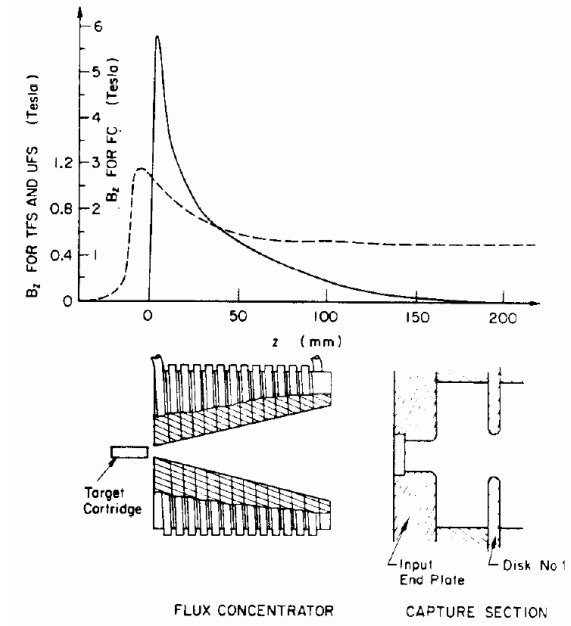 B_z FOR TFS AND UFS (Tesla)
B_z FOR FC (Tesla)
6
5
4
1.2
3
0.8
2
0.4
1
0
0
50
100
150
200
z (mm)
Target
Cartridge
Input
End Plate
Disk No 1
FLUX CONCENTRATOR
CAPTURE SECTION